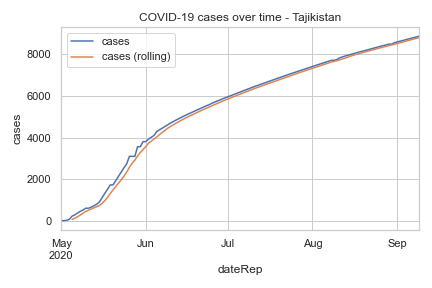 COVID-19 cases over time - Tajikistan
cases
cases (rolling)
cases
8000
6000
4000
2000
0
May Jun Jul Aug Sep
2020
dateRep